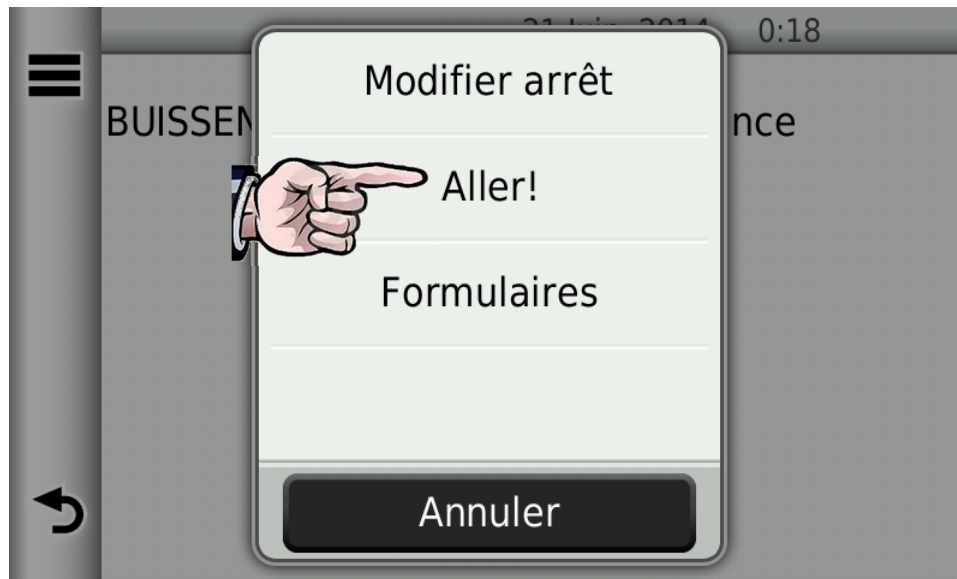 0:18
BUISSEN
nce
Modifier arrêt
Aller!
Formulaires
Annuler